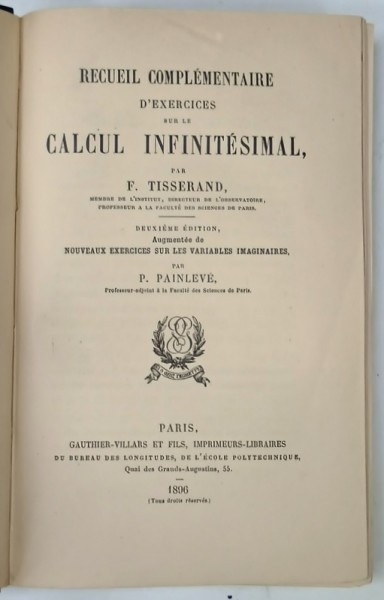 RECUEIL COMPLÉMENTAIRE
D'EXERCICES
SUR LE
CALCUL INFINITÉSIMAL,
PAR
F. TISSERAND,
MEMBRE DE L'INSTITUT, DIRECTEUR DE L'OBSERVATOIRE,
PROFESSEUR A LA FACULTÉ DES SCIENCES DE PARIS.
DEUXIÈME ÉDITION,
Augmentée de
NOUVEAUX EXERCICES SUR LES VARIABLES IMAGINAIRES,
PAR
P. PAINLEVÉ,
Professeur-adjoint à la Faculté des Sciences de Paris.
PARIS,
GAUTHIER-VILLARS ET FILS, IMPRIMEURS-LIBRAIRES
DU BUREAU DES LONGITUDES, DE L'ÉCOLE POLYTECHNIQUE,
Quai des Grands-Augustins, 55.
1896
(Tous droits réservés.)